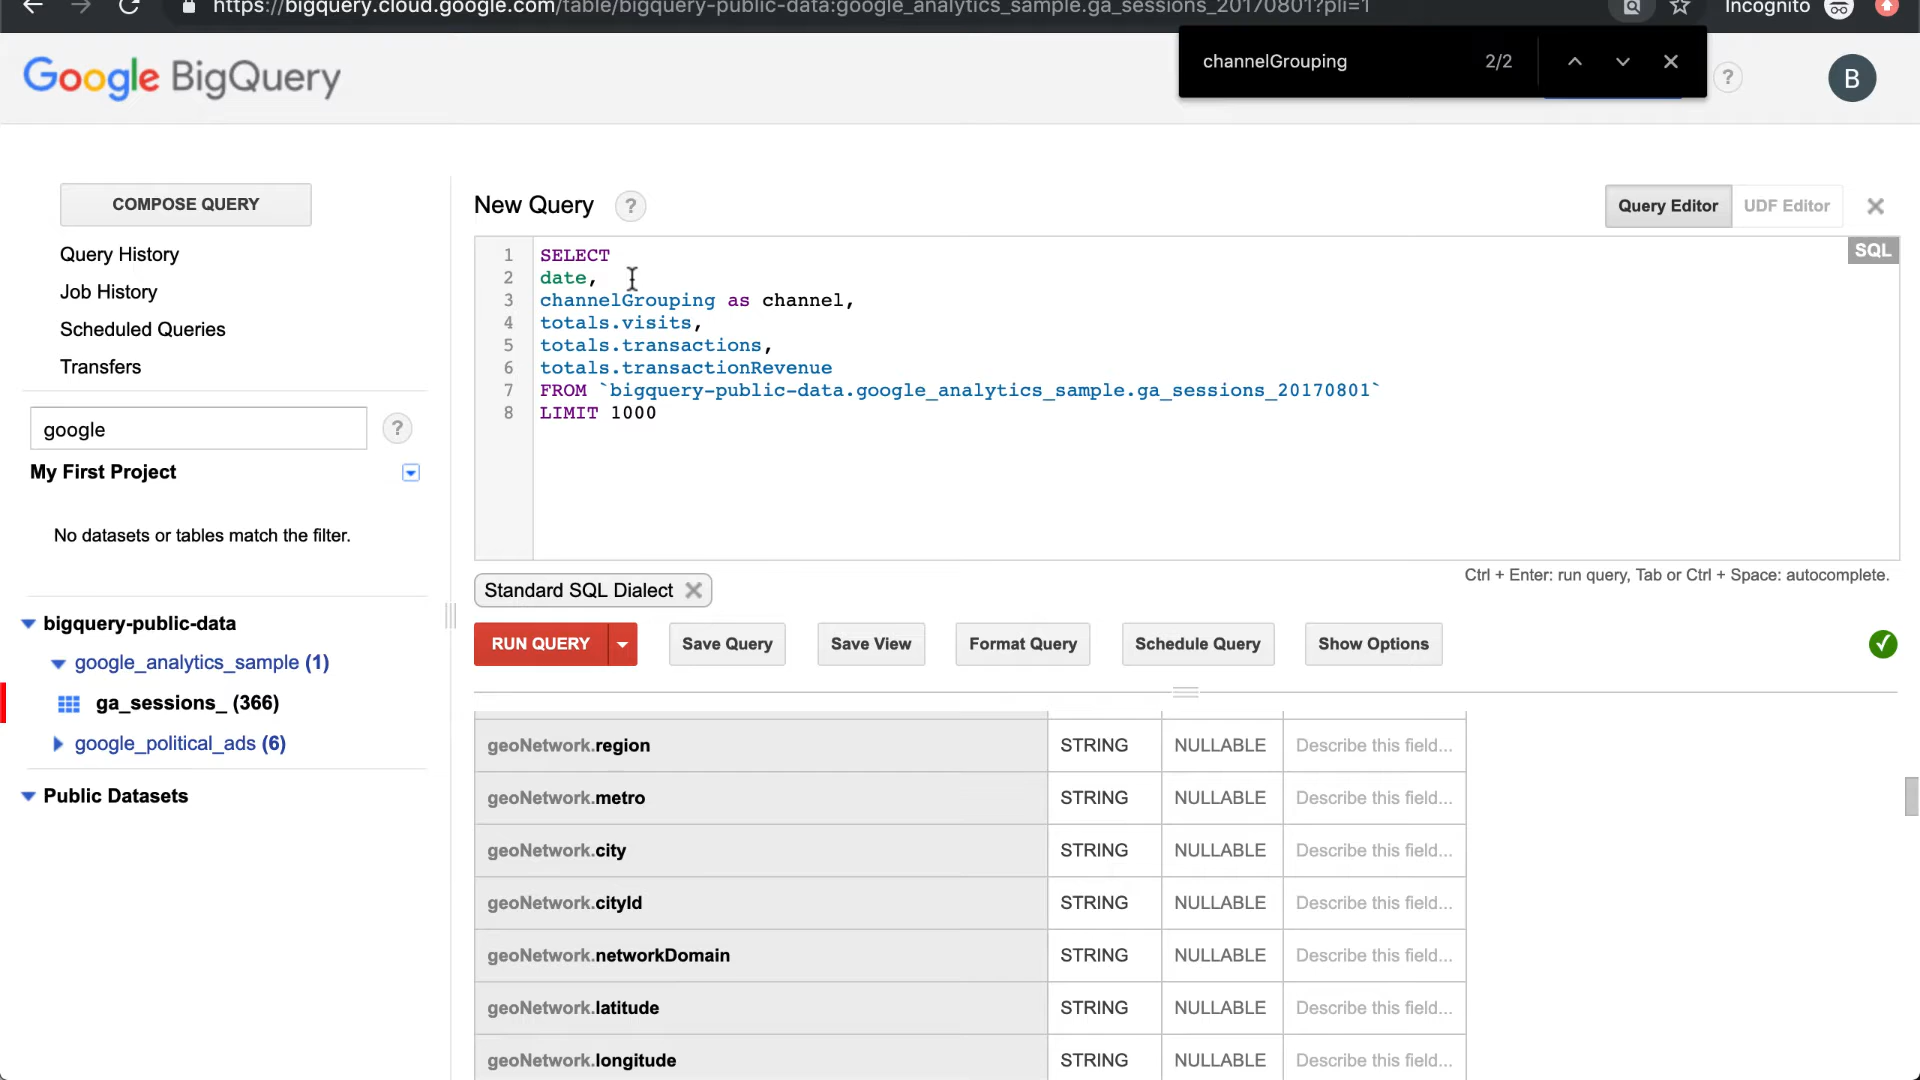 https://bigquery.cloud.google.com/table/bigquery-public-data:google_analytics_sample.ga_sessions_20170801?pli=1
Incognito
channelGrouping 2/2
Google BigQuery
?
B
COMPOSE QUERY
Query History
Job History
Scheduled Queries
Transfers
google
?
My First Project
No datasets or tables match the filter.
bigquery-public-data
google_analytics_sample (1)
ga_sessions_ (366)
google_political_ads (6)
Public Datasets
New Query ?
Query Editor UDF Editor
SQL
1 SELECT
2 date,
3 channelGrouping as channel,
4 totals.visits,
5 totals.transactions,
6 totals.transactionRevenue
7 FROM `bigquery-public-data.google_analytics_sample.ga_sessions_20170801`
8 LIMIT 1000
Ctrl + Enter: run query, Tab or Ctrl + Space: autocomplete.
Standard SQL Dialect
RUN QUERY Save Query Save View Format Query Schedule Query Show Options
geoNetwork.region STRING NULLABLE Describe this field...
geoNetwork.metro STRING NULLABLE Describe this field...
geoNetwork.city STRING NULLABLE Describe this field...
geoNetwork.cityId STRING NULLABLE Describe this field...
geoNetwork.networkDomain STRING NULLABLE Describe this field...
geoNetwork.latitude STRING NULLABLE Describe this field...
geoNetwork.longitude STRING NULLABLE Describe this field...